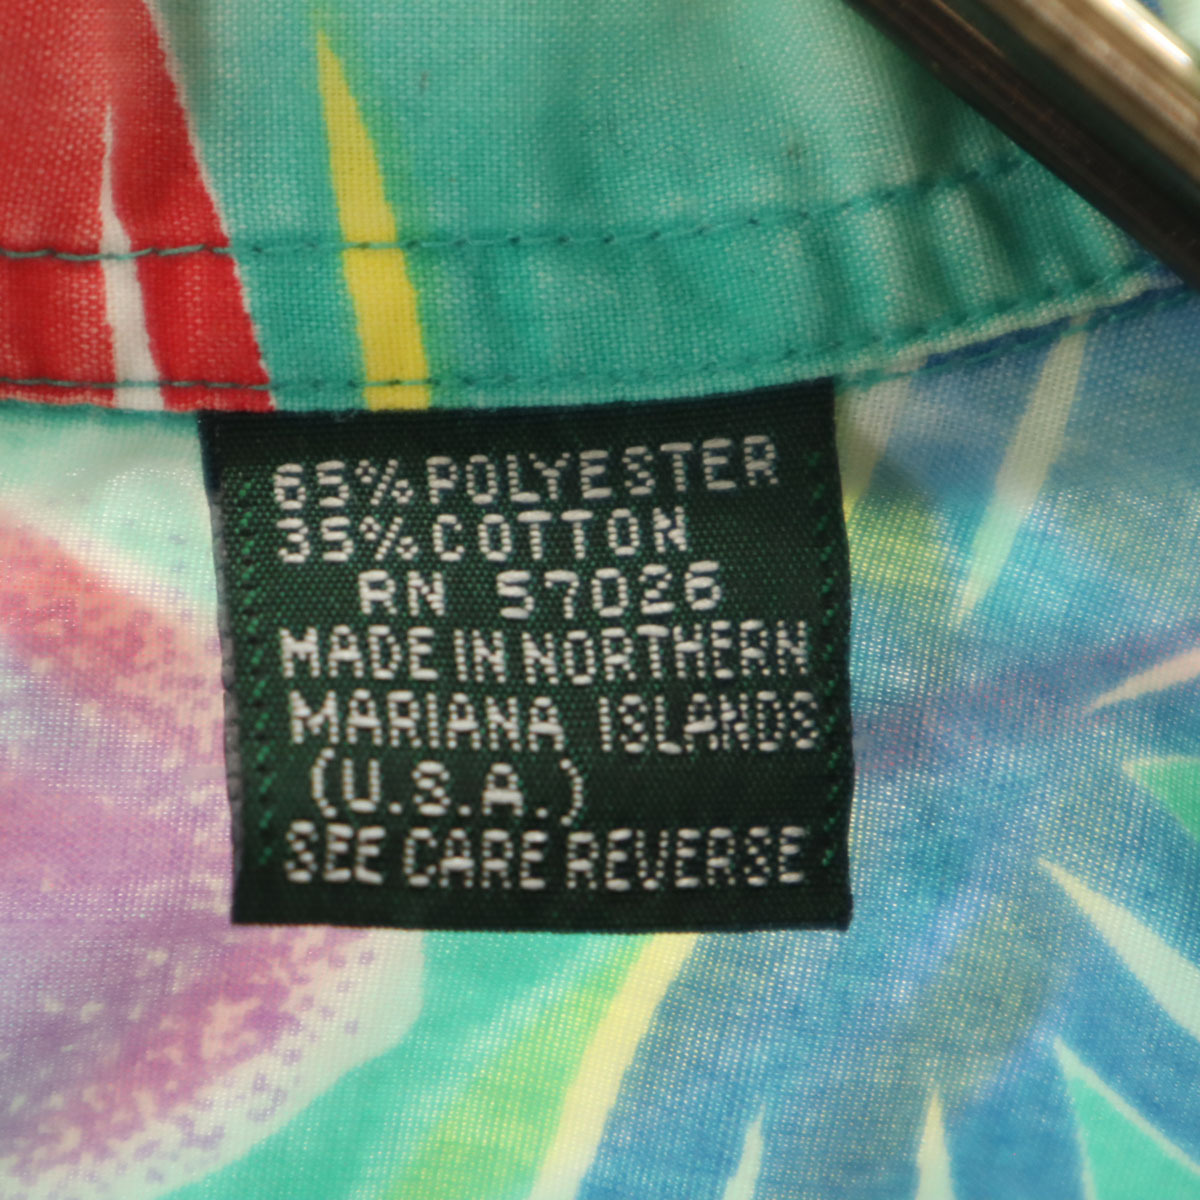 65% POLYESTER
35% COTTON
RN 57026
MADE IN NORTHERN
MARIANA ISLANDS
(U.S.A.)
SEE CARE REVERSE